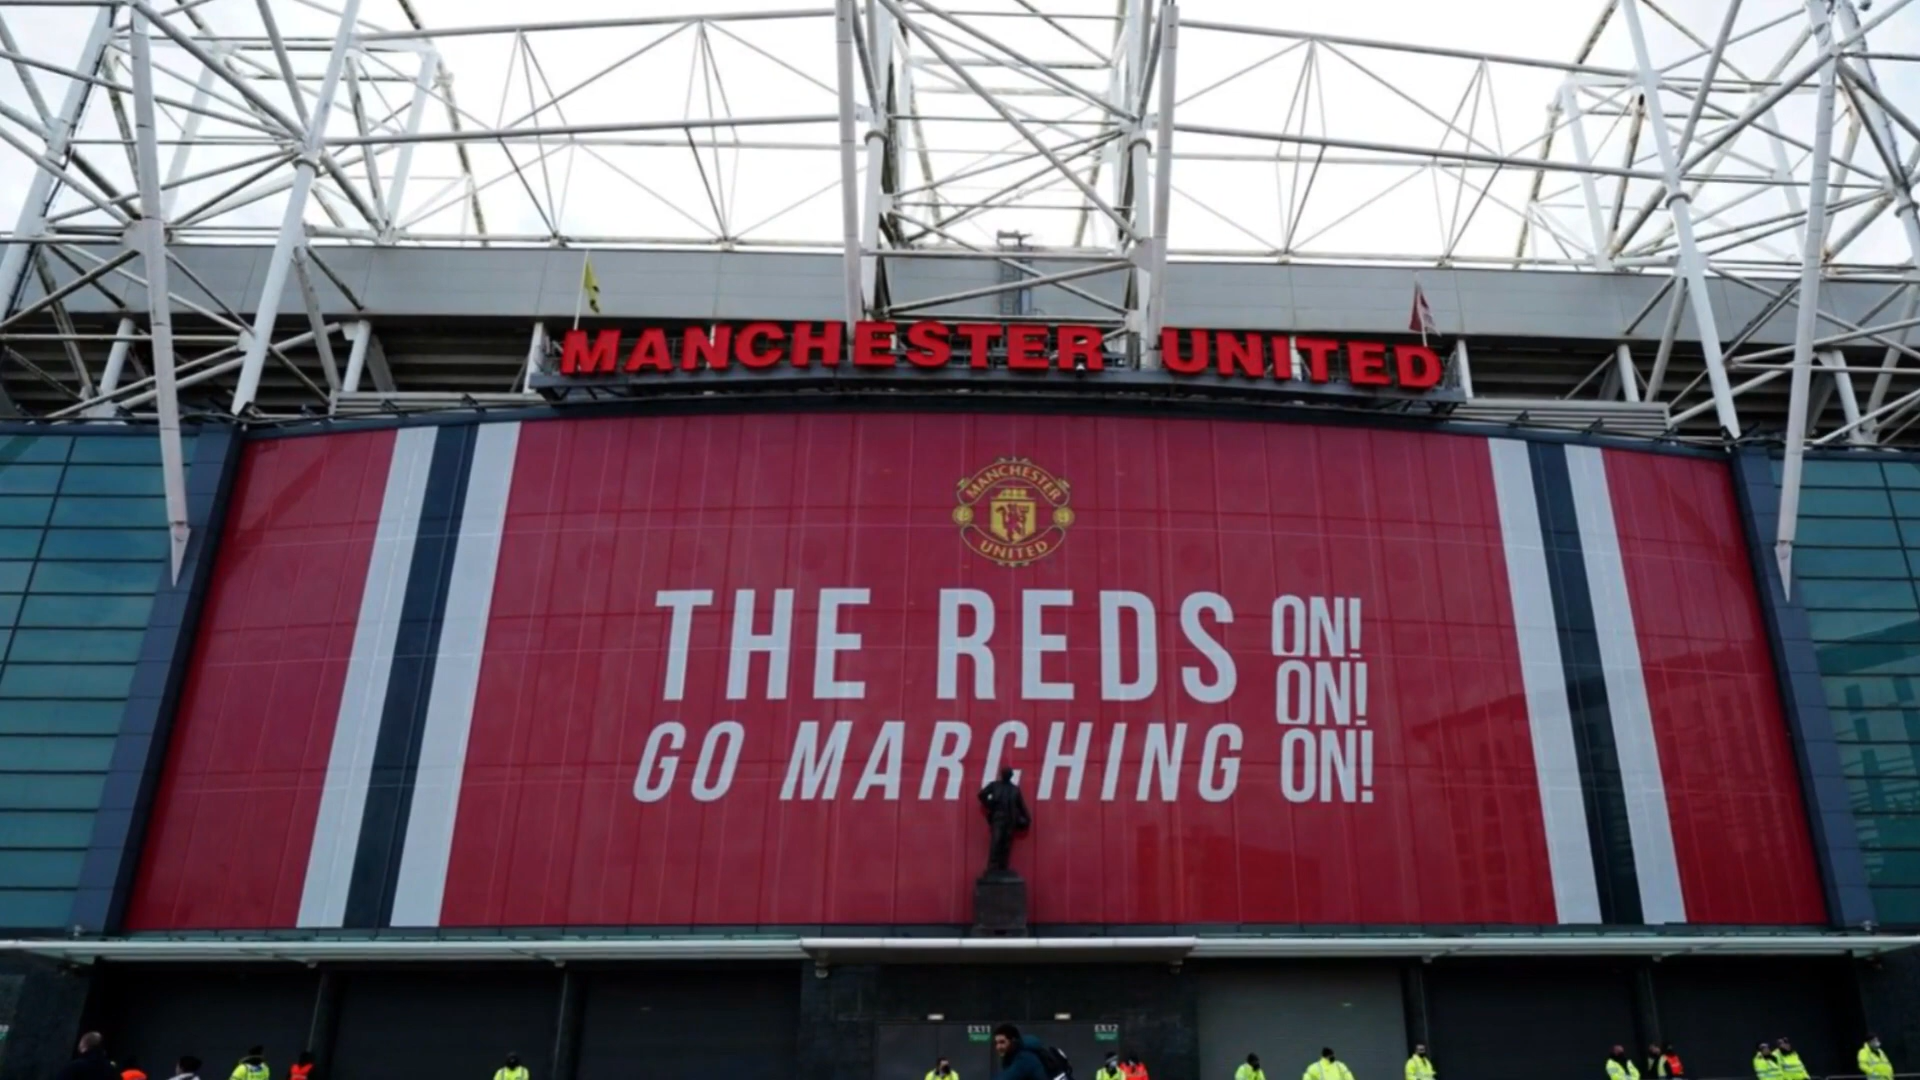 MANCHESTER UNITED
MANCHESTER
UNITED
THE REDS ON!
ON!
GO MARCHING ON!